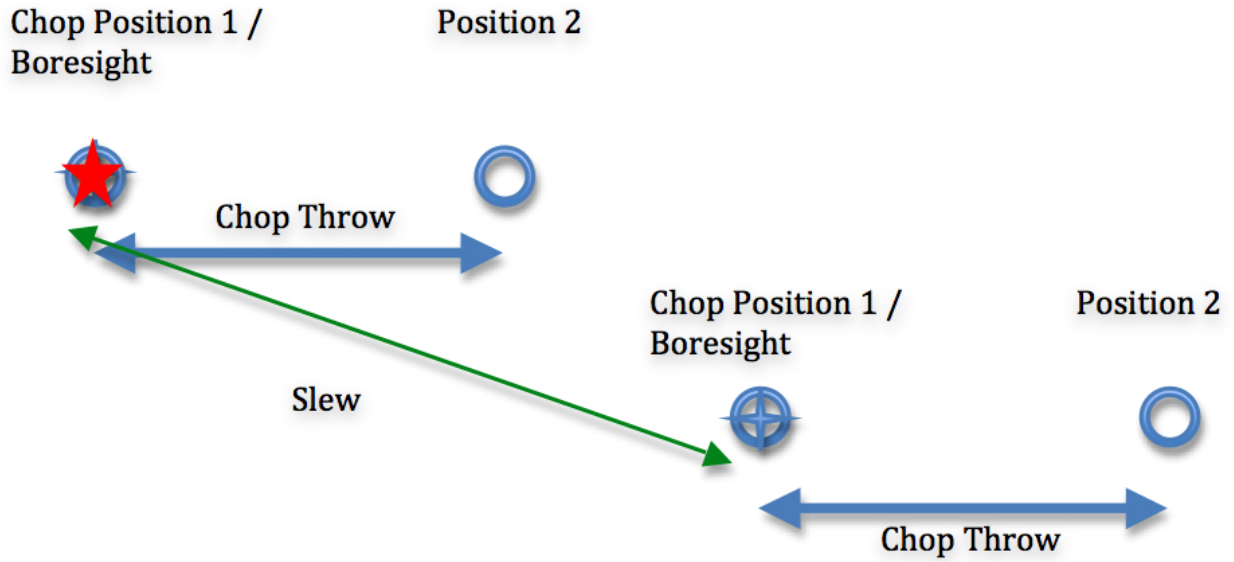 Chop Position 1 /
Boresight
Position 2
Chop Throw
Chop Position 1 /
Boresight
Position 2
Slew
Chop Throw